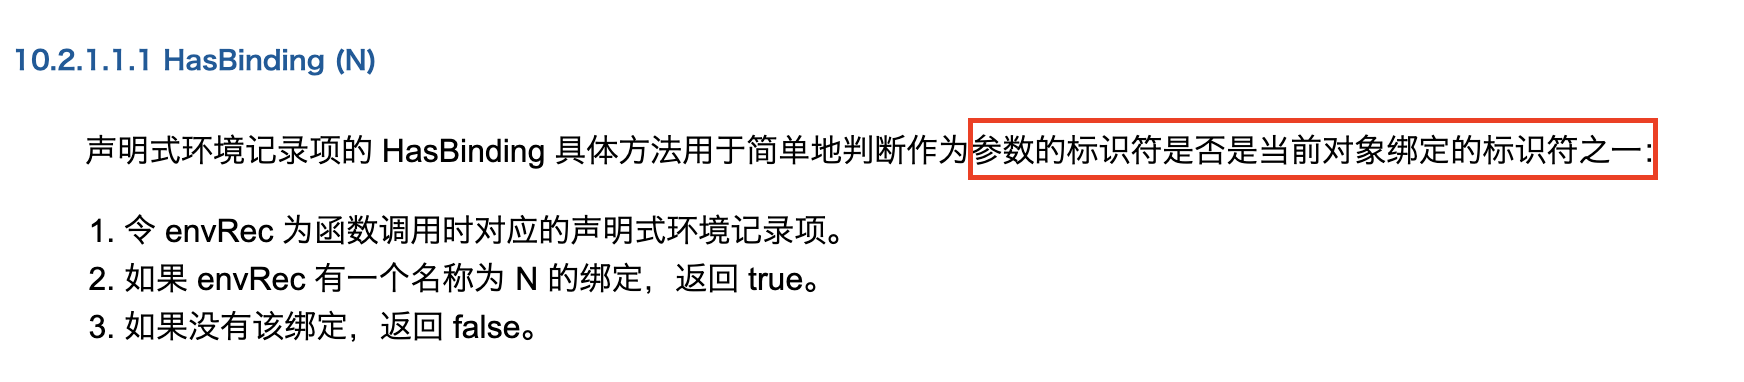 10.2.1.1.1 HasBinding (N)
声明式环境记录项的 HasBinding 具体方法用于简单地判断作为参数的标识符是否是当前对象绑定的标识符之一:
1. 令 envRec 为函数调用时对应的声明式环境记录项。
2. 如果 envRec 有一个名称为 N 的绑定，返回 true。
3. 如果没有该绑定，返回 false。